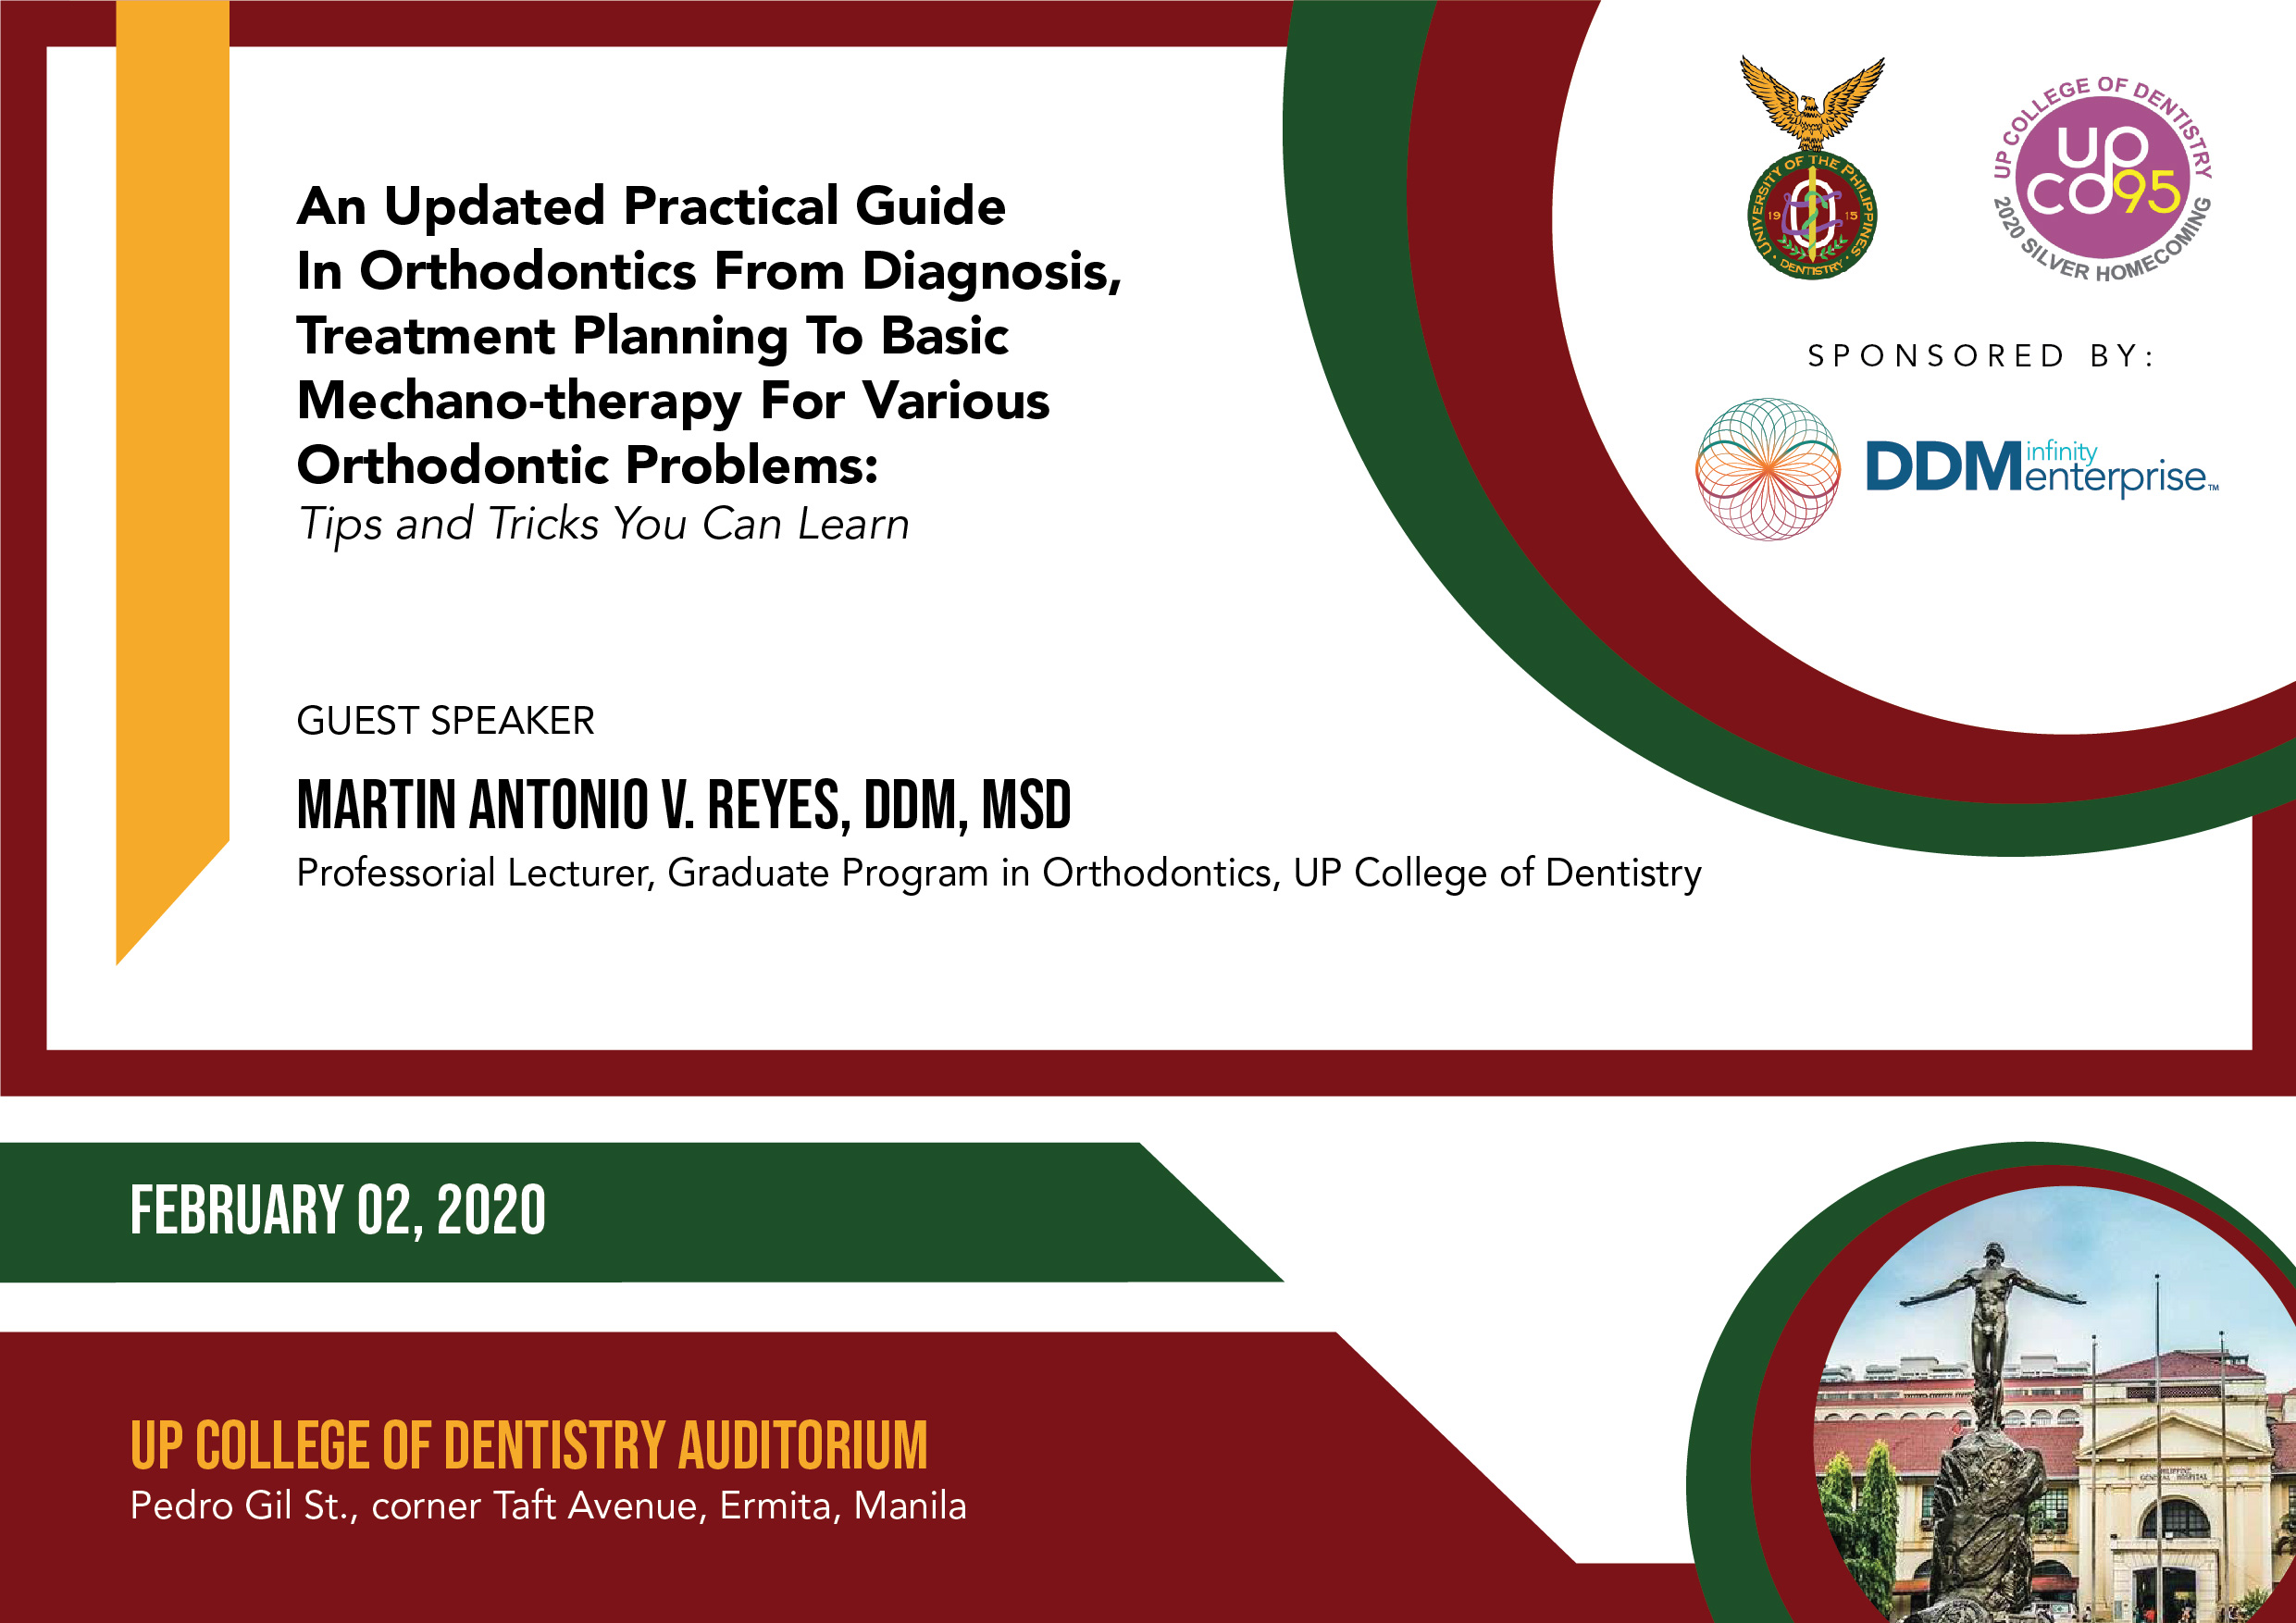 An Updated Practical Guide
In Orthodontics From Diagnosis,
Treatment Planning To Basic
Mechano-therapy For Various
Orthodontic Problems:
Tips and Tricks You Can Learn
GUEST SPEAKER
MARTIN ANTONIO V. REYES, DDM, MSD
Professorial Lecturer, Graduate Program in Orthodontics, UP College of Dentistry
UNIVERSITY OF THE PHILIPPINES
19 15
• DENTISTRY •
UP COLLEGE OF DENTISTRY
up
cd95
2020 SILVER HOMECOMING
SPONSORED BY:
DDM infinity enterprise™
FEBRUARY 02, 2020
UP COLLEGE OF DENTISTRY AUDITORIUM
Pedro Gil St., corner Taft Avenue, Ermita, Manila
PHILIPPINE
GENERAL HOSPITAL